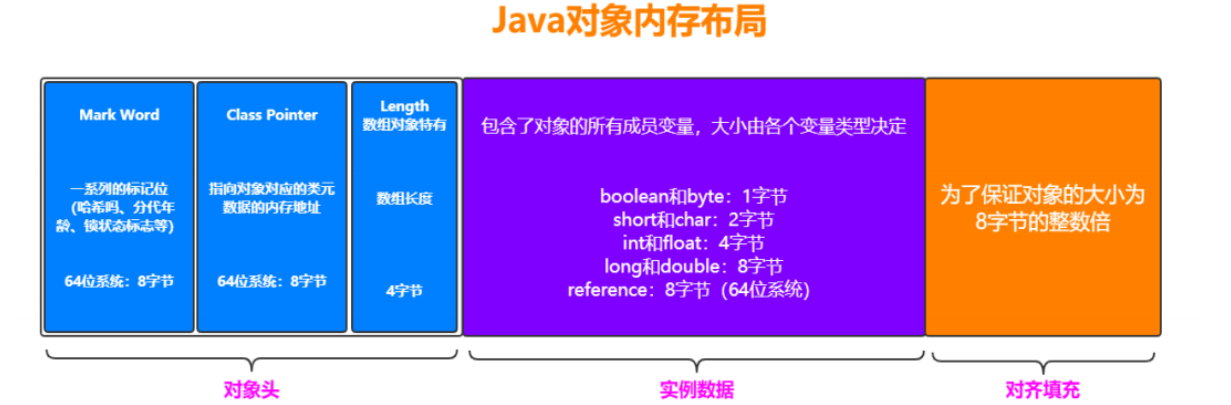 Java对象内存布局
Mark Word
一系列的标记位
(哈希吗、分代年
龄、锁状态标志等)
64位系统：8字节
Class Pointer
指向对象对应的类元
数据的内存地址
64位系统：8字节
Length
数组对象特有
数组长度
4字节
包含了对象的所有成员变量，大小由各个变量类型决定
boolean和byte：1字节
short和char：2字节
int和float：4字节
long和double：8字节
reference：8字节（64位系统）
为了保证对象的大小为
8字节的整数倍
对象头
实例数据
对齐填充